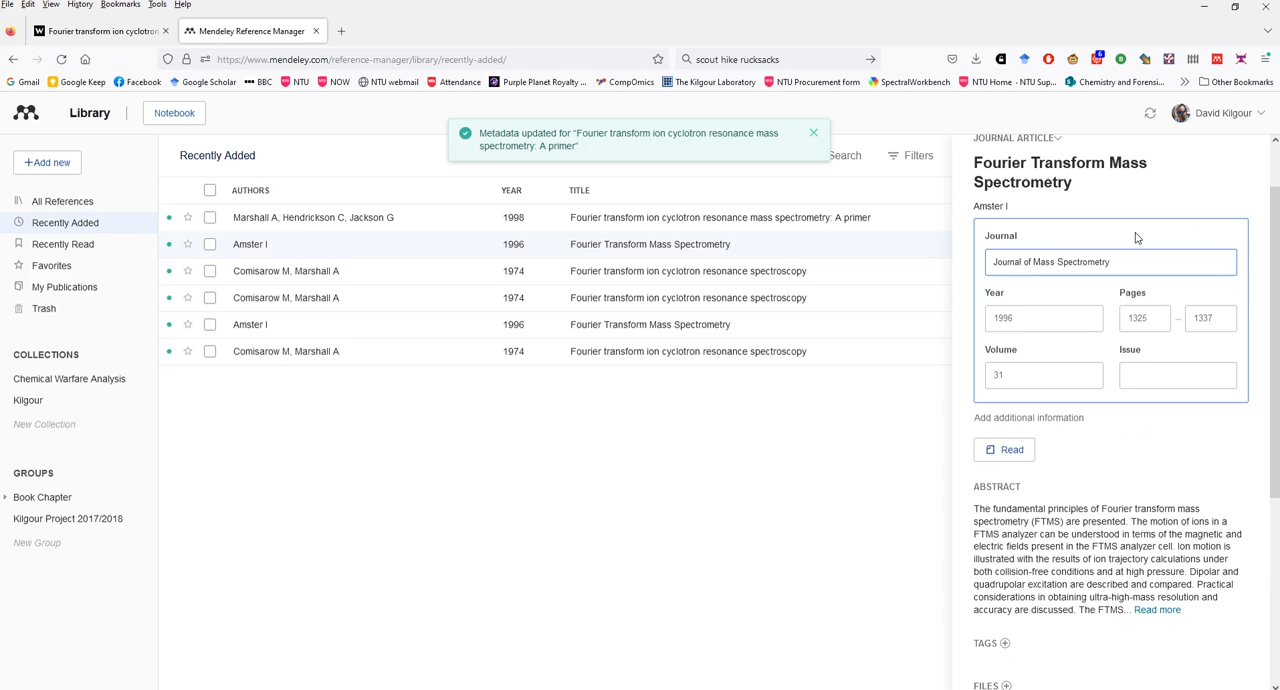 File Edit View History Bookmarks Tools Help
W Fourier transform ion cyclotron
Mendeley Reference Manager
https://www.mendeley.com/reference-manager/library/recently-added/
scout hike rucksacks
6
Gmail Google Keep Facebook Google Scholar BBC NTU NOW NTU webmail Attendance Purple Planet Royalty ... CompOmics The Kilgour Laboratory NTU Procurement form SpectralWorkbench NTU Home - NTU Sup... Chemistry and Forensi... Other Bookmarks
Library
Notebook
David Kilgour
Metadata updated for "Fourier transform ion cyclotron resonance mass
spectrometry: A primer"
+Add new
All References
Recently Added
Recently Read
Favorites
My Publications
Trash
COLLECTIONS
Chemical Warfare Analysis
Kilgour
New Collection
GROUPS
Book Chapter
Kilgour Project 2017/2018
New Group
Recently Added
Search
Filters
AUTHORS YEAR TITLE
Marshall A, Hendrickson C, Jackson G 1998 Fourier transform ion cyclotron resonance mass spectrometry: A primer
Amster I 1996 Fourier Transform Mass Spectrometry
Comisarow M, Marshall A 1974 Fourier transform ion cyclotron resonance spectroscopy
Comisarow M, Marshall A 1974 Fourier transform ion cyclotron resonance spectroscopy
Amster I 1996 Fourier Transform Mass Spectrometry
Comisarow M, Marshall A 1974 Fourier transform ion cyclotron resonance spectroscopy
JOURNAL ARTICLE
Fourier Transform Mass
Spectrometry
Amster I
Journal
Journal of Mass Spectrometry
Year Pages
1996 1325 – 1337
Volume Issue
31
Add additional information
Read
ABSTRACT
The fundamental principles of Fourier transform mass
spectrometry (FTMS) are presented. The motion of ions in a
FTMS analyzer can be understood in terms of the magnetic and
electric fields present in the FTMS analyzer cell. Ion motion is
illustrated with the results of ion trajectory calculations under
both collision-free conditions and at high pressure. Dipolar and
quadrupolar excitation are described and compared. Practical
considerations in obtaining ultra-high-mass resolution and
accuracy are discussed. The FTMS... Read more
TAGS
FILES